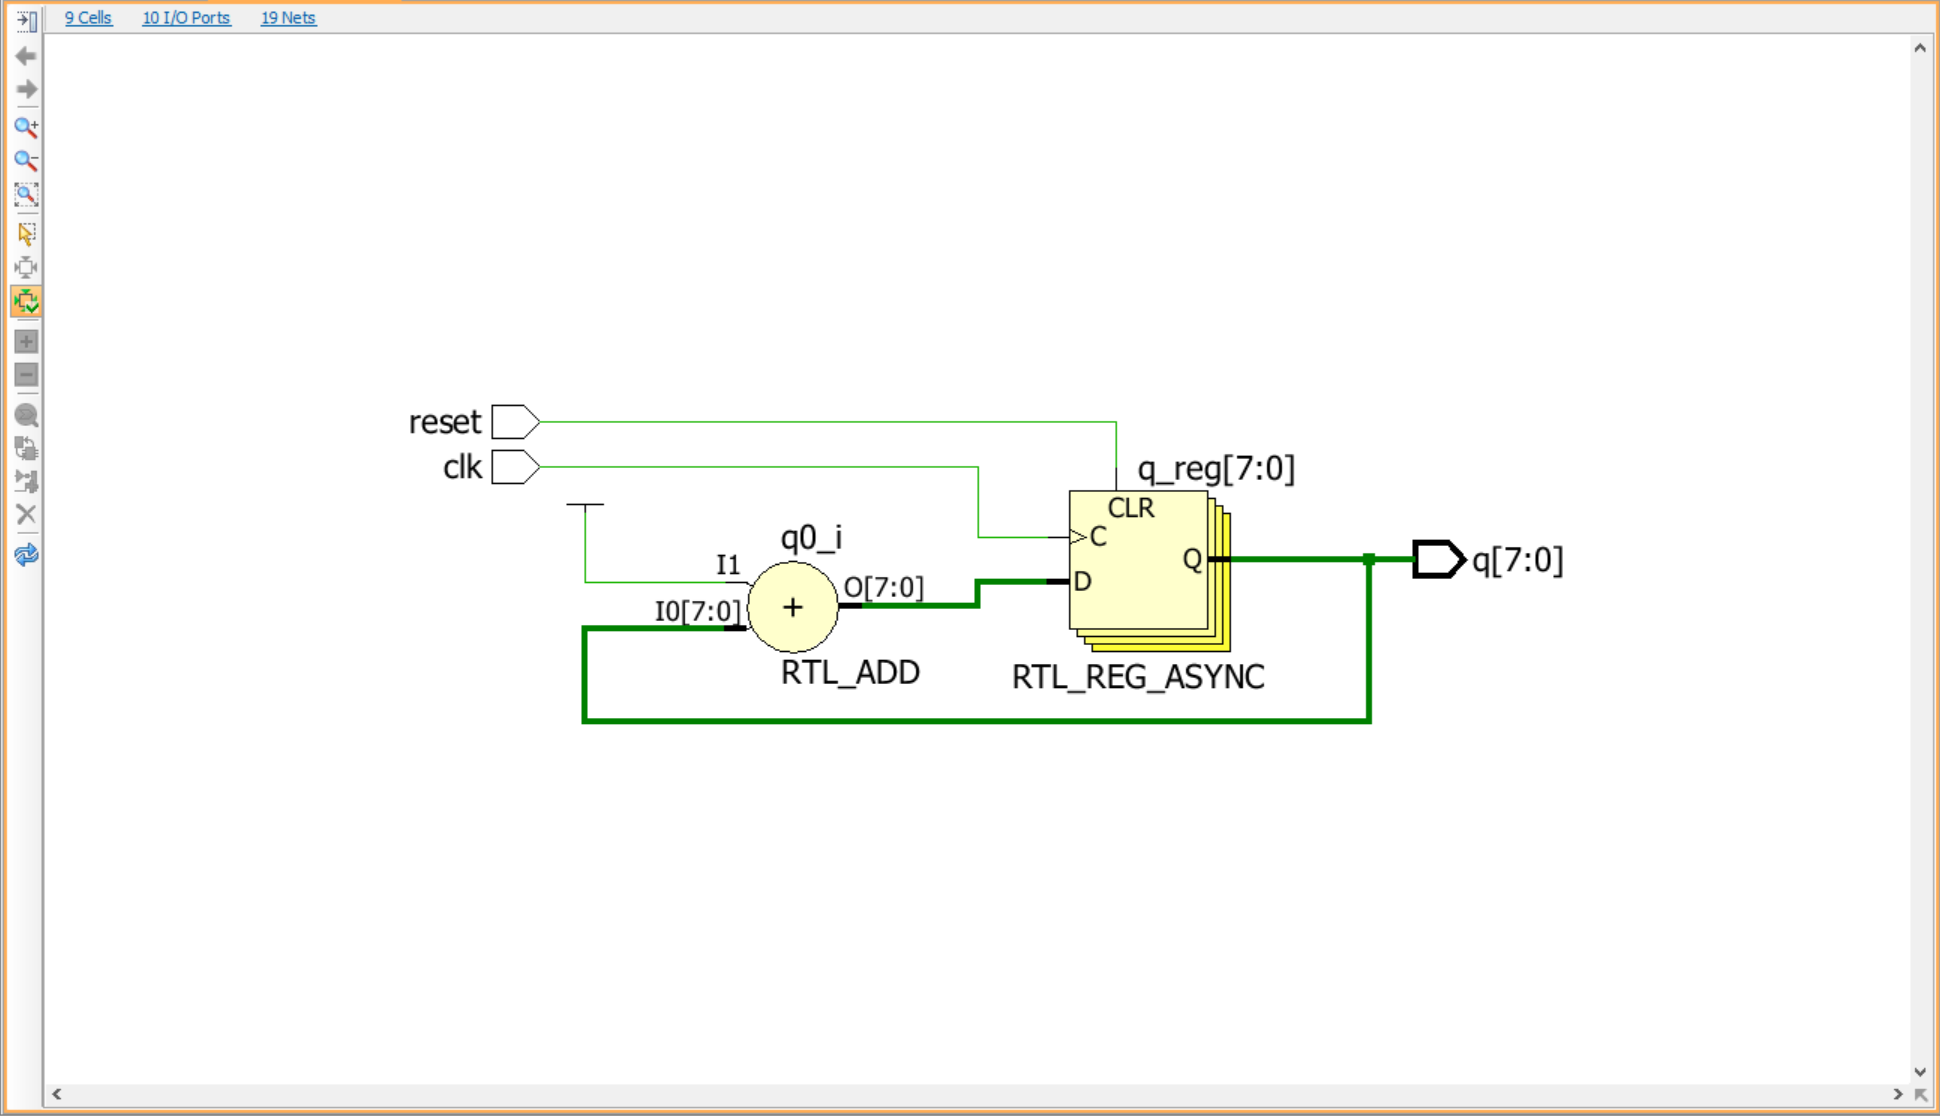 9 Cells 10 I/O Ports 19 Nets
reset
clk
q_reg[7:0]
CLR
C
q0_i
Q
q[7:0]
I1
O[7:0]
D
I0[7:0]
+
RTL_ADD
RTL_REG_ASYNC